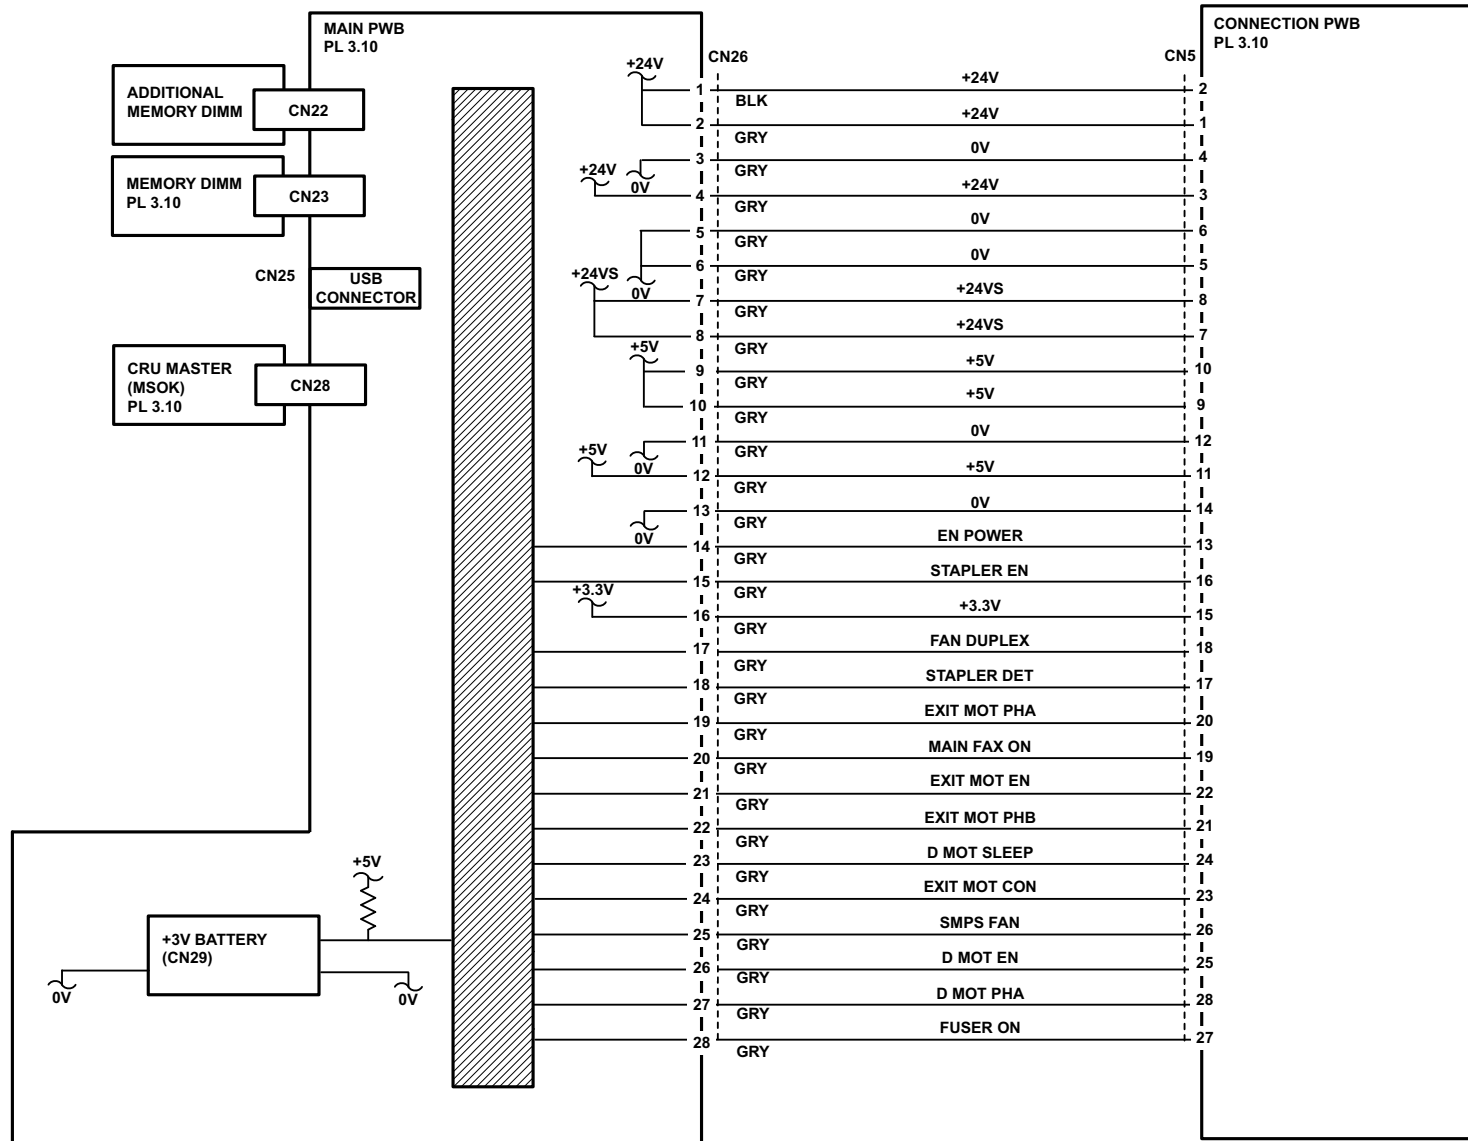 MAIN PWB
PL 3.10
CONNECTION PWB
PL 3.10
ADDITIONAL
MEMORY DIMM
CN22
MEMORY DIMM
PL 3.10
CN23
CN25
USB
CONNECTOR
CRU MASTER
(MSOK)
PL 3.10
CN28
+5V
+3V BATTERY
(CN29)
0V
0V
CN26
CN5
+24V
1 +24V 2
BLK
2 +24V 1
GRY
3 0V 4
GRY
+24V
0V
4 +24V 3
GRY
5 0V 6
GRY
6 0V 5
GRY
+24VS
0V
7 +24VS 8
GRY
8 +24VS 7
GRY
+5V
9 +5V 10
GRY
10 +5V 9
GRY
11 0V 12
GRY
+5V
0V
12 +5V 11
GRY
13 0V 14
GRY
0V
14 EN POWER 13
GRY
15 STAPLER EN 16
GRY
+3.3V
16 +3.3V 15
GRY
17 FAN DUPLEX 18
GRY
18 STAPLER DET 17
GRY
19 EXIT MOT PHA 20
GRY
20 MAIN FAX ON 19
GRY
21 EXIT MOT EN 22
GRY
22 EXIT MOT PHB 21
GRY
23 D MOT SLEEP 24
GRY
24 EXIT MOT CON 23
GRY
25 SMPS FAN 26
GRY
26 D MOT EN 25
GRY
27 D MOT PHA 28
GRY
28 FUSER ON 27
GRY